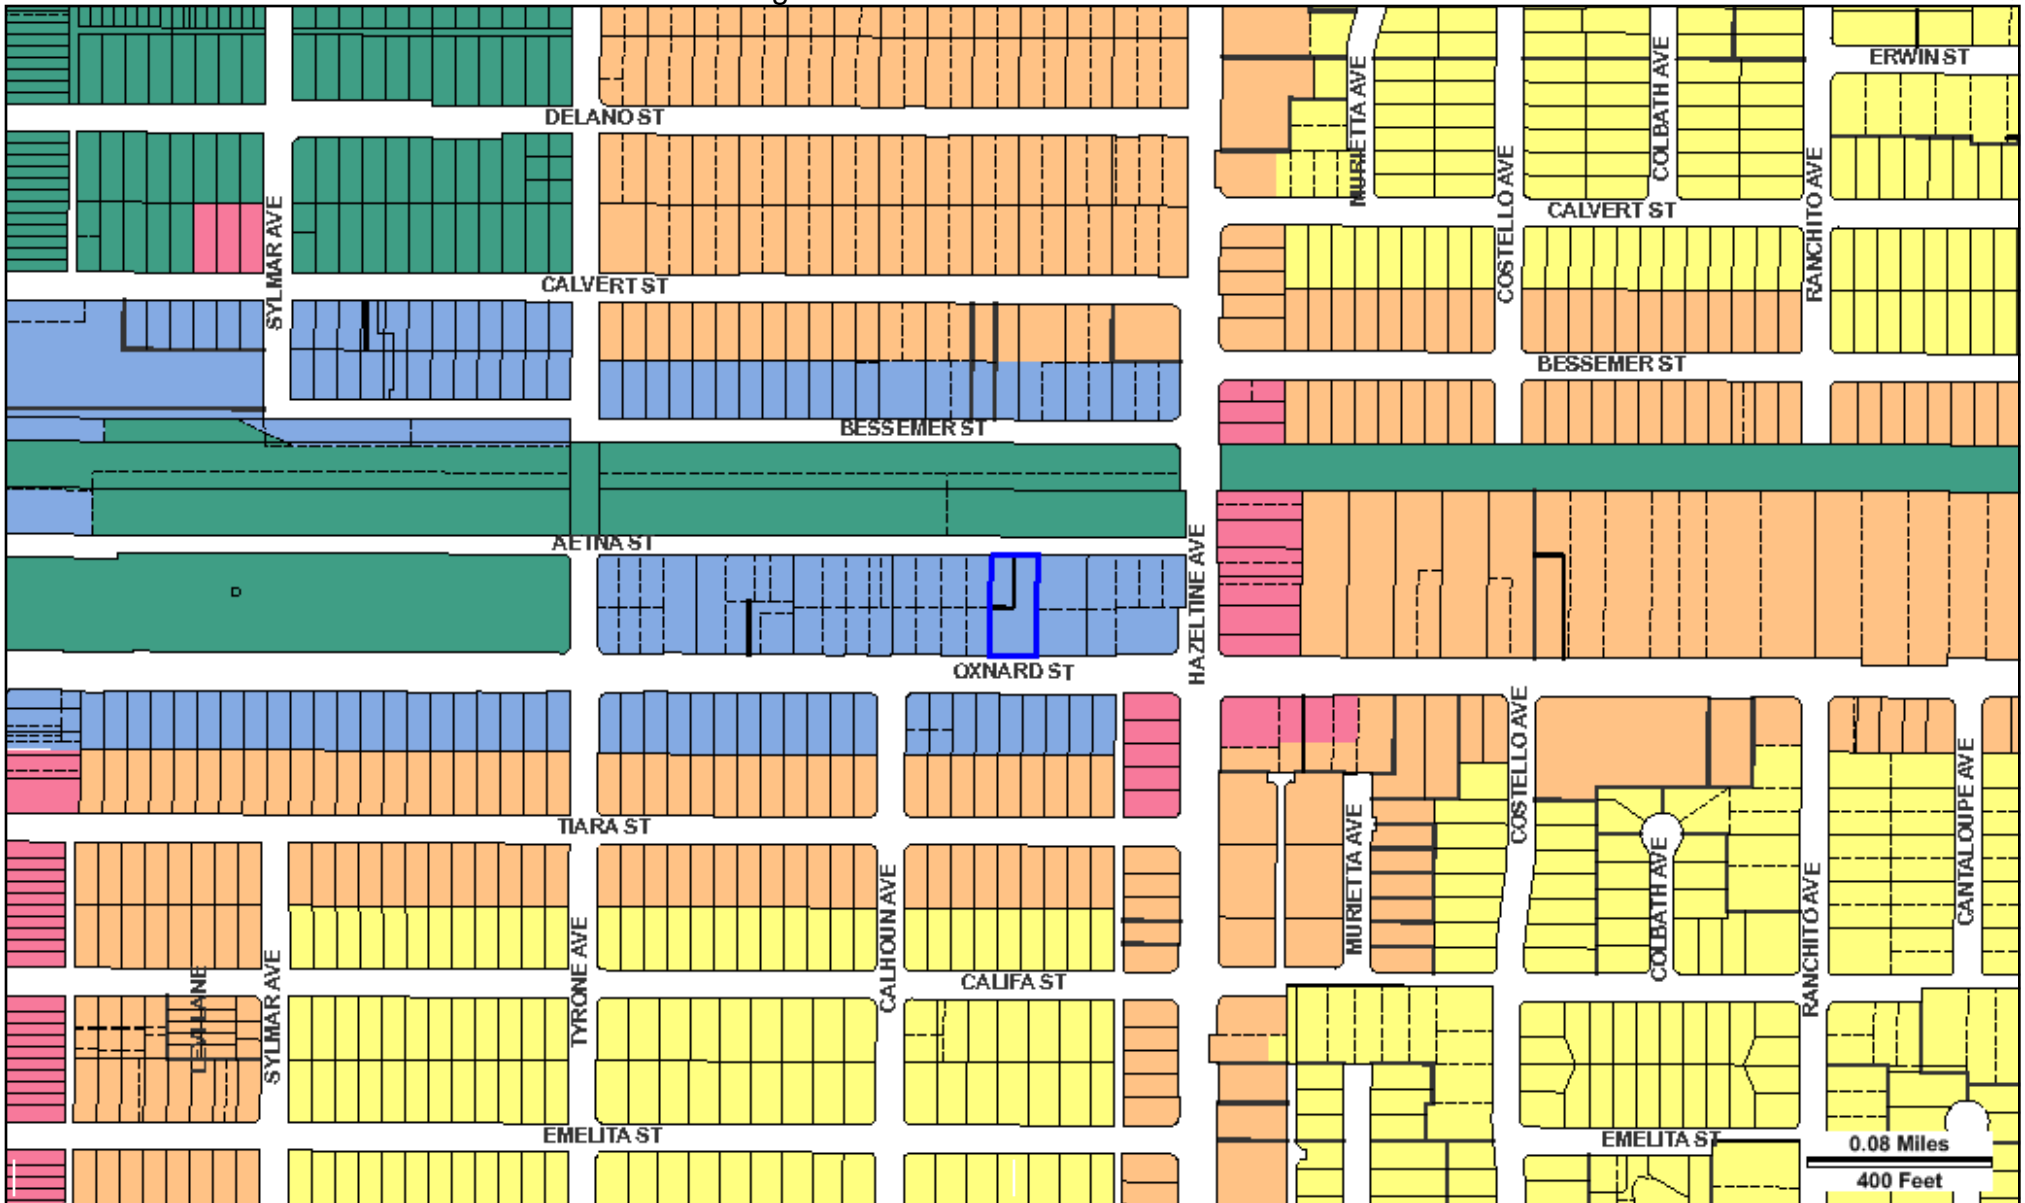 ERWIN ST
DELANO ST
MURIETTA AVE
COLBATH AVE
COSTELLO AVE
RANCHITO AVE
SYLMAR AVE
CALVERT ST
CALVERT ST
BESSEMER ST
BESSEMER ST
AETNA ST
HAZELTINE AVE
OXNARD ST
COSTELLO AVE
CANTALOUPE AVE
TIARA ST
MURIETTA AVE
COLBATH AVE
RANCHITO AVE
CALHOUN AVE
TYRONE AVE
SYLMAR AVE
LEVI LANE
CALIFA ST
EMELITA ST
EMELITA ST
0.08 Miles
400 Feet